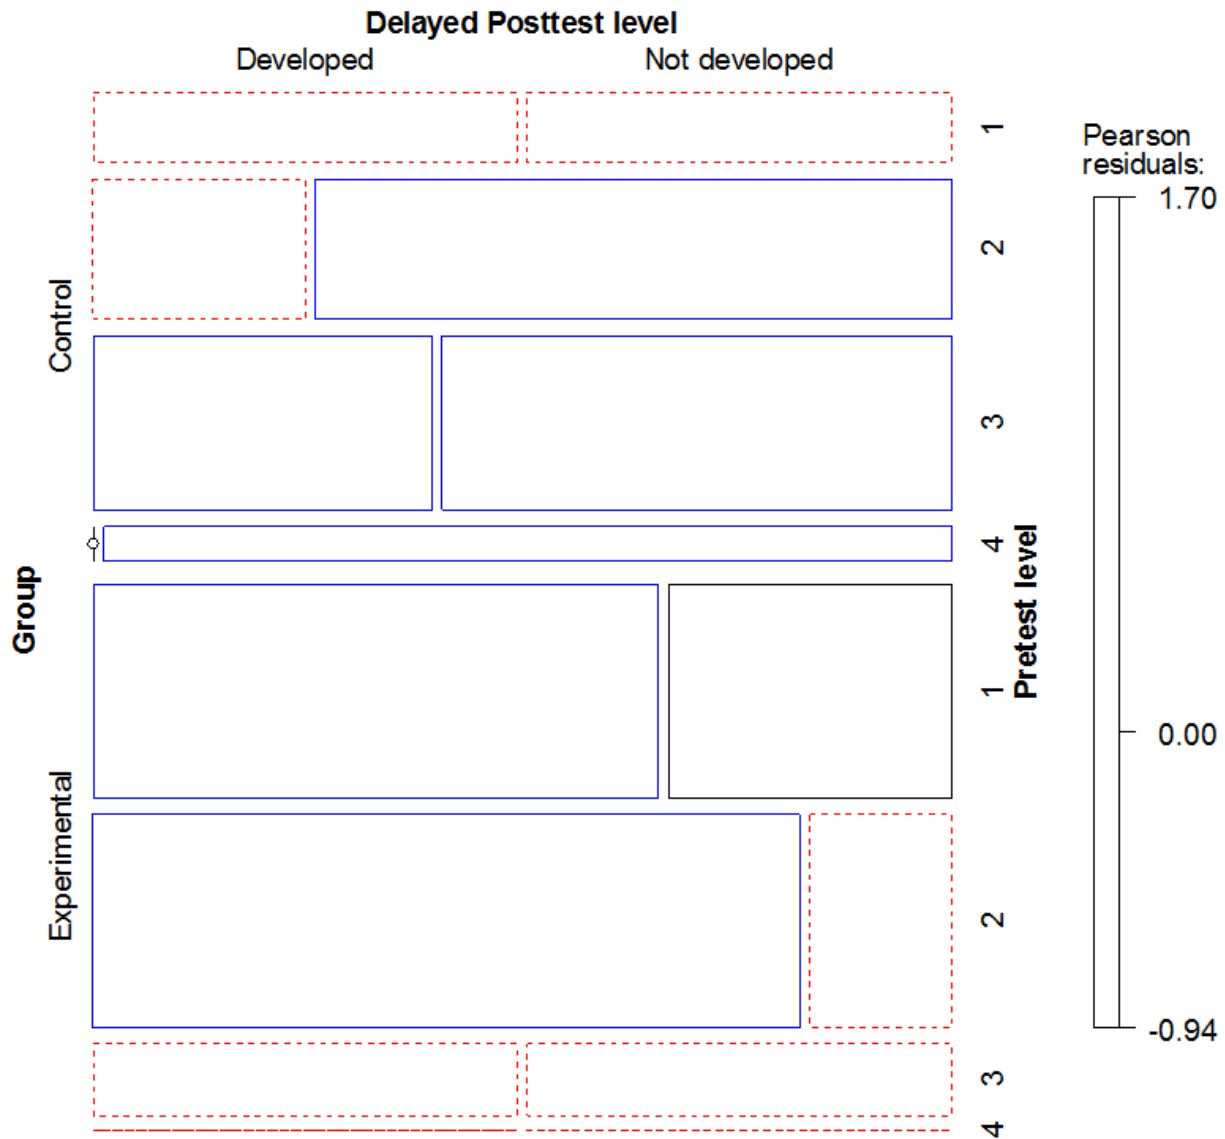 Delayed Posttest level
Developed Not developed
1
2
3
4
1
2
3
4
Control
Experimental
Group
Pretest level
Pearson
residuals:
1.70
0.00
-0.94